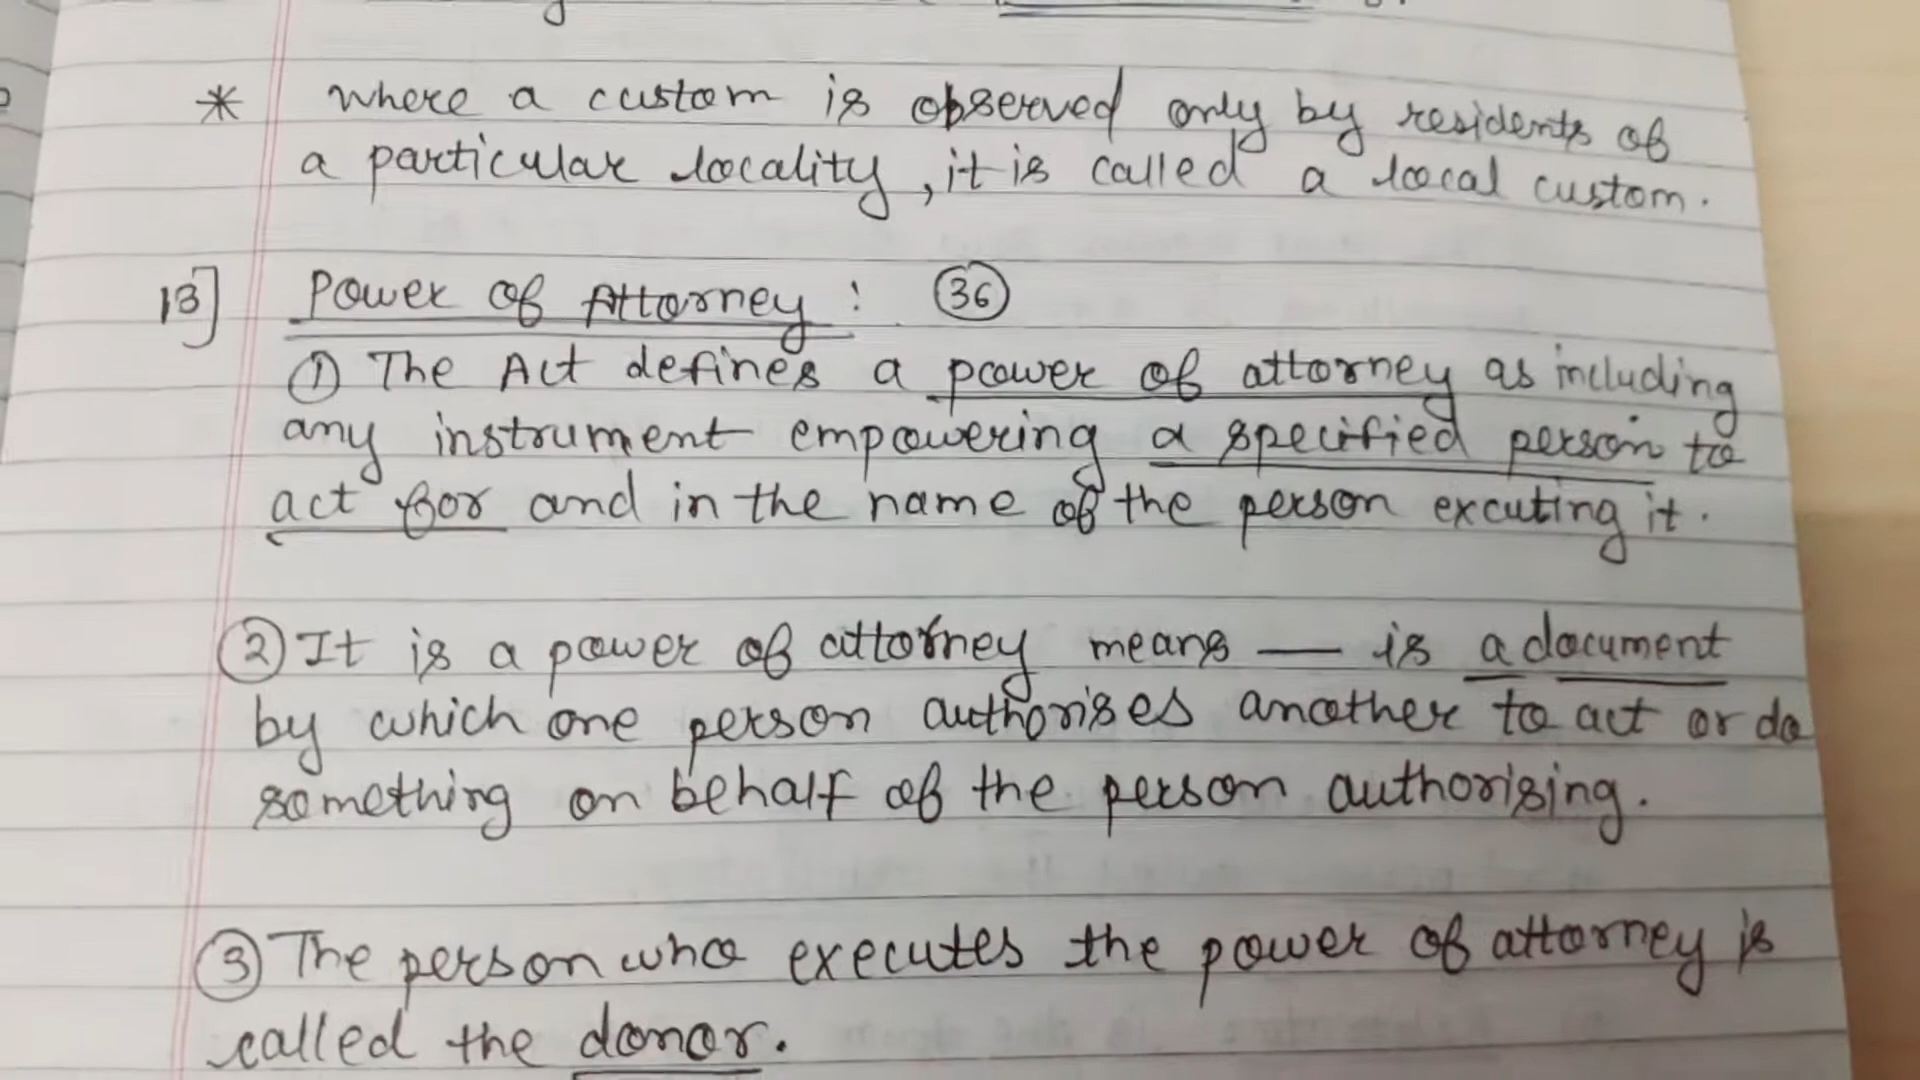 * where a custom is observed only by residents of
a particular locality, it is called a local custom.
13] Power of Attorney : 36
① The Act defines a power of attorney as including
any instrument empowering a specified person to
act for and in the name of the person excuting it.
② It is a power of attorney means — is a document
by which one person authorises another to act or do
something on behalf of the person authorising.
③ The person who executes the power of attorney is
called the donor.